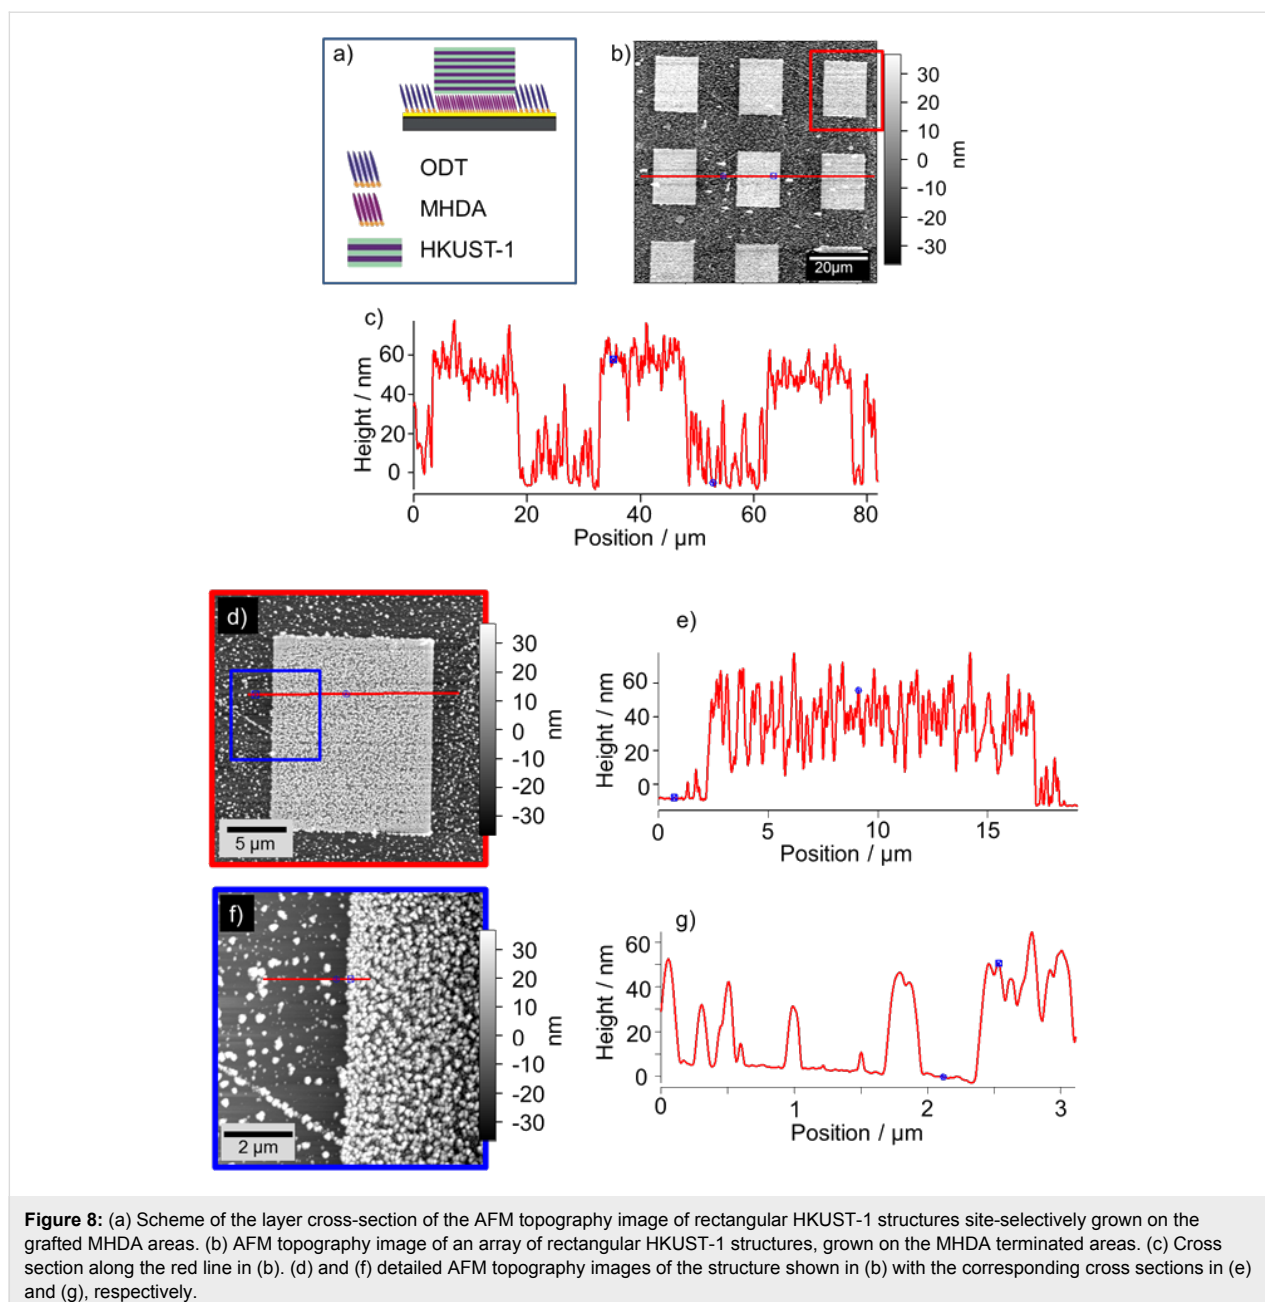 a)
ODT
MHDA
HKUST-1
b)
30
20
10
0
-10
-20
-30
nm
20µm
c)
60
40
20
0
Height / nm
0 20 40 60 80
Position / µm
d)
30
20
10
0
-10
-20
-30
nm
5 µm
e)
60
40
20
0
Height / nm
0 5 10 15
Position / µm
f)
30
20
10
0
-10
-20
-30
nm
2 µm
g)
60
40
20
0
Height / nm
0 1 2 3
Position / µm
Figure 8: (a) Scheme of the layer cross-section of the AFM topography image of rectangular HKUST-1 structures site-selectively grown on the
grafted MHDA areas. (b) AFM topography image of an array of rectangular HKUST-1 structures, grown on the MHDA terminated areas. (c) Cross
section along the red line in (b). (d) and (f) detailed AFM topography images of the structure shown in (b) with the corresponding cross sections in (e)
and (g), respectively.